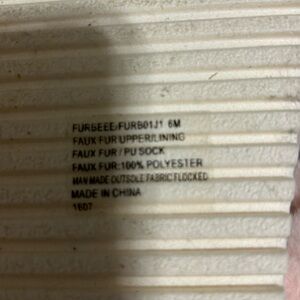 FURBEEE/FURB01J1 6M
FAUX FUR UPPER/LINING
FAUX FUR / PU SOCK
FAUX FUR:100% POLYESTER
MAN MADE OUTSOLE FABRIC FLOCKED
MADE IN CHINA
1607